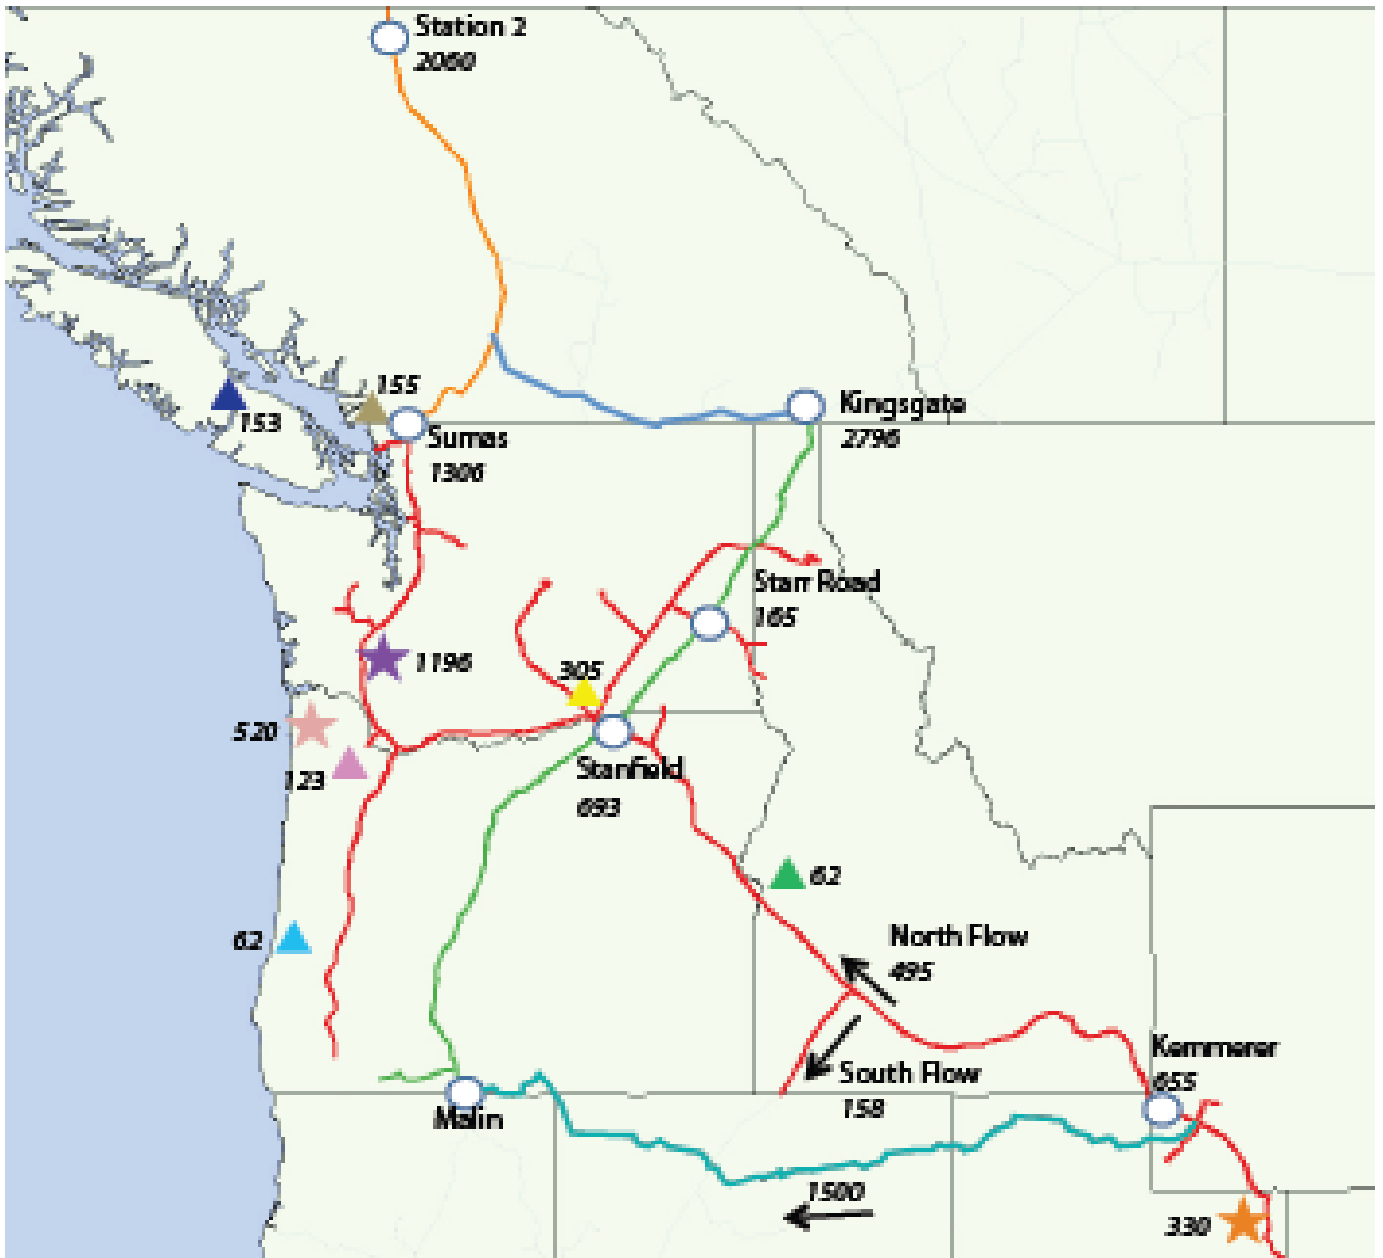 Station 2
2060
155
153
Kingsgate
2796
Sumas
1306
Starr Road
165
1196
305
520
123
Stanfield
693
62
62
North Flow
495
South Flow
158
Kemmerer
655
Malin
1500
330